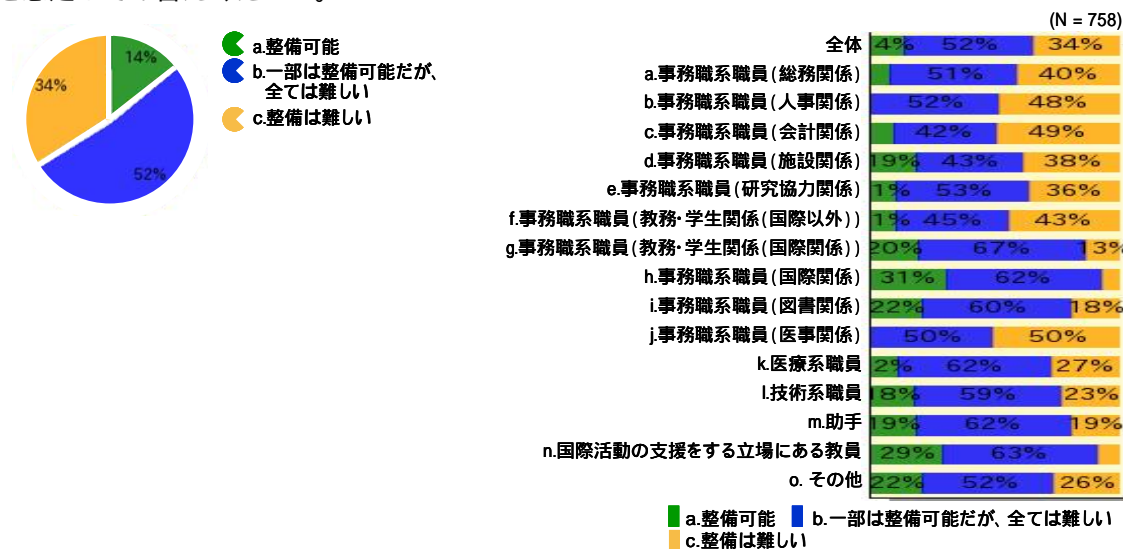 14%
34%
52%
a.整備可能
b.一部は整備可能だが、
全ては難しい
c.整備は難しい
(N = 758)
全体 4% 52% 34%
a.事務職系職員(総務関係) 51% 40%
b.事務職系職員(人事関係) 52% 48%
c.事務職系職員(会計関係) 42% 49%
d.事務職系職員(施設関係) 19% 43% 38%
e.事務職系職員(研究協力関係) 1% 53% 36%
f.事務職系職員(教務・学生関係(国際以外)) 1% 45% 43%
g.事務職系職員(教務・学生関係(国際関係)) 20% 67% 13%
h.事務職系職員(国際関係) 31% 62%
i.事務職系職員(図書関係) 22% 60% 18%
j.事務職系職員(医事関係) 50% 50%
k.医療系職員 2% 62% 27%
l.技術系職員 8% 59% 23%
m.助手 19% 62% 19%
n.国際活動の支援をする立場にある教員 29% 63%
o. その他 22% 52% 26%
a.整備可能 b.一部は整備可能だが、全ては難しい
c.整備は難しい